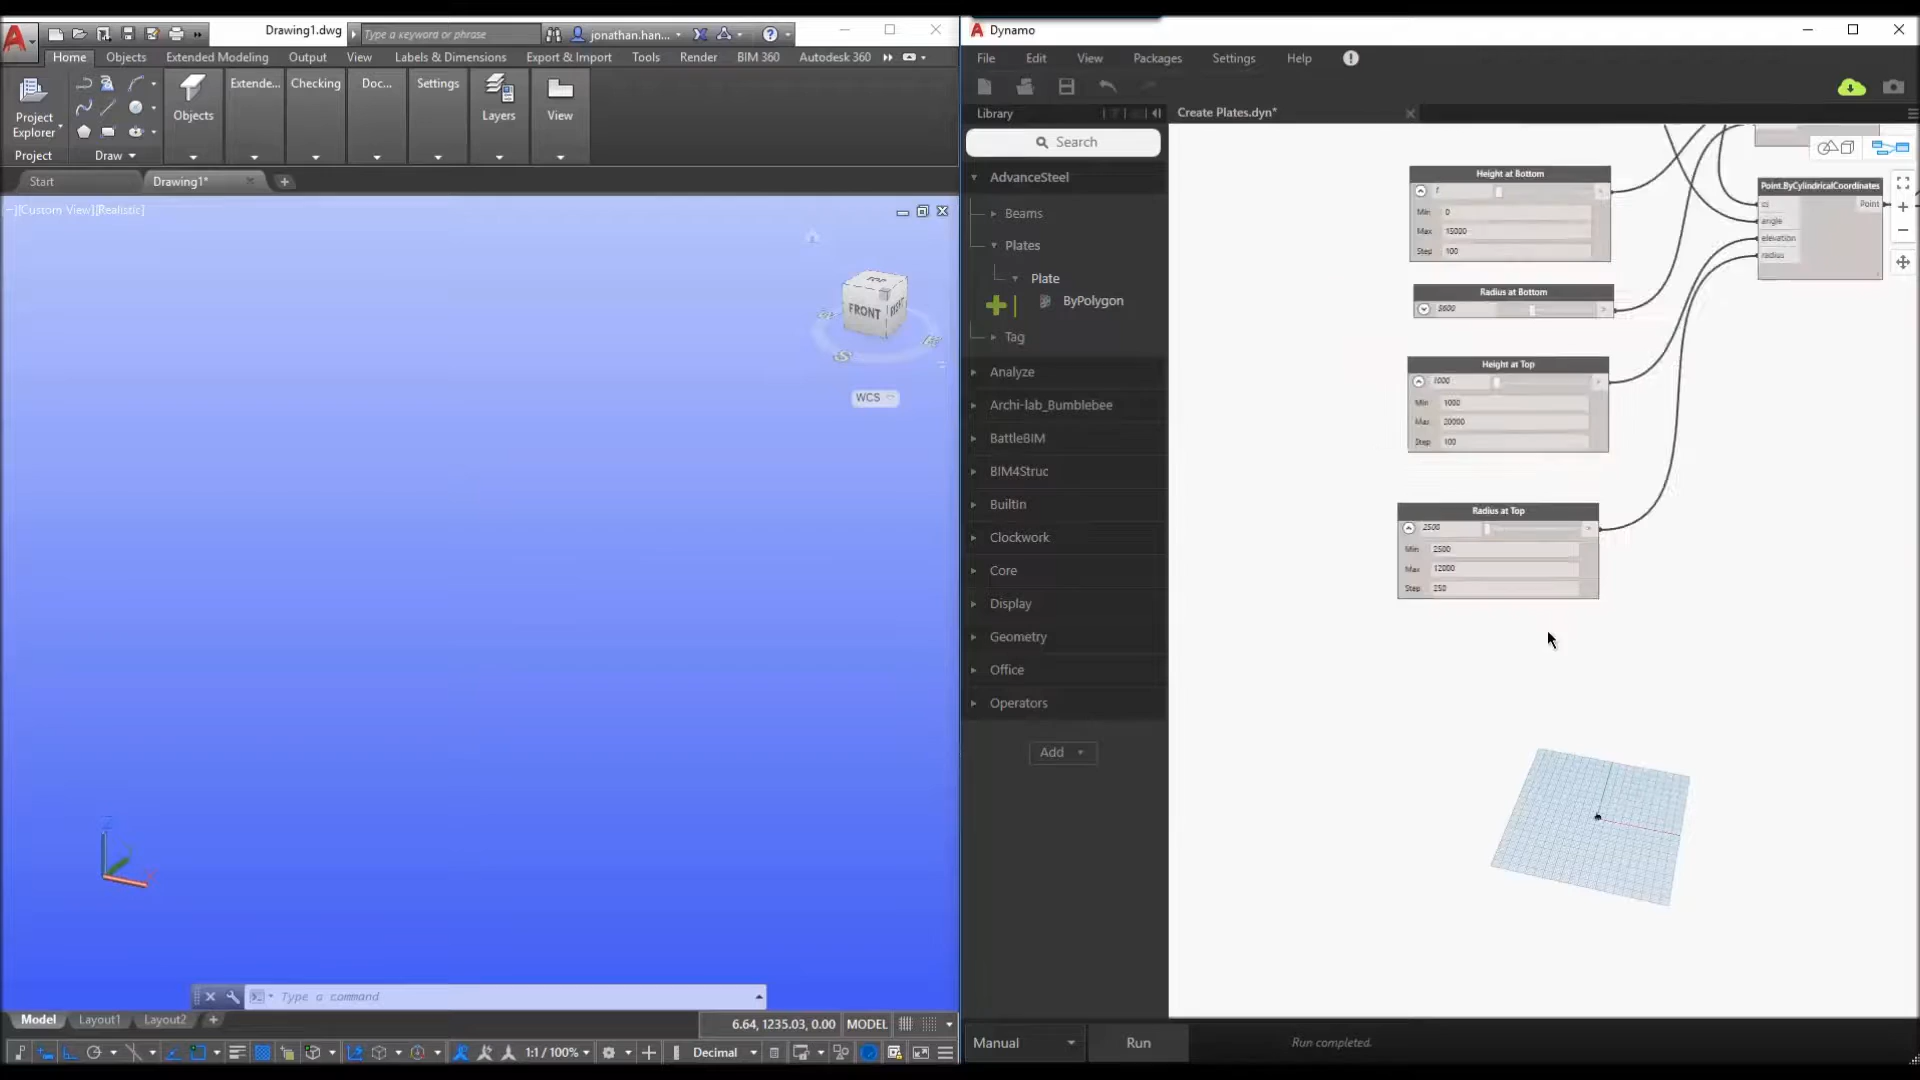 Drawing1.dwg
Type a keyword or phrase
jonathan.han...
Home Objects Extended Modeling Output View Labels & Dimensions Export & Import Tools Render BIM 360 Autodesk 360
Project Explorer
Project
Draw
Objects
Extende...
Checking
Doc...
Settings
Layers
View
Start
Drawing1*
[Custom View][Realistic]
TOP
FRONT
RIGHT
S
WCS
Z
Type a command
Model Layout1 Layout2
6.64, 1235.03, 0.00 MODEL
1:1 / 100%
Decimal
Dynamo
File Edit View Packages Settings Help
Library
Create Plates.dyn*
Search
AdvanceSteel
Beams
Plates
Plate
ByPolygon
Tag
Analyze
Archi-lab_Bumblebee
BattleBIM
BIM4Struc
BuiltIn
Clockwork
Core
Display
Geometry
Office
Operators
Add
Height at Bottom
1
Min 0
Max 15000
Step 100
Radius at Bottom
5600
Height at Top
1000
Min 1000
Max 20000
Step 100
Radius at Top
2500
Min 2500
Max 12000
Step 250
Point.ByCylindricalCoordinates
cs Point
angle
elevation
radius
Manual
Run
Run completed.